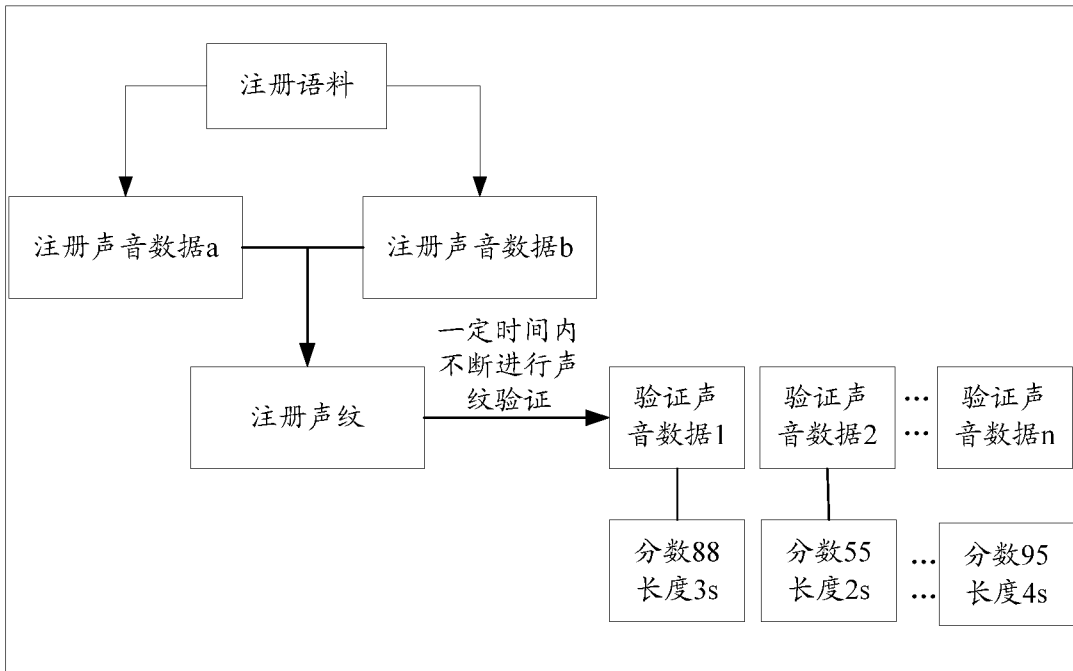 注册语料
注册声音数据a
注册声音数据b
一定时间内
不断进行声
纹验证
注册声纹
验证声
音数据1
验证声
音数据2
...
...
验证声
音数据n
分数88
长度3s
分数55
长度2s
...
...
分数95
长度4s